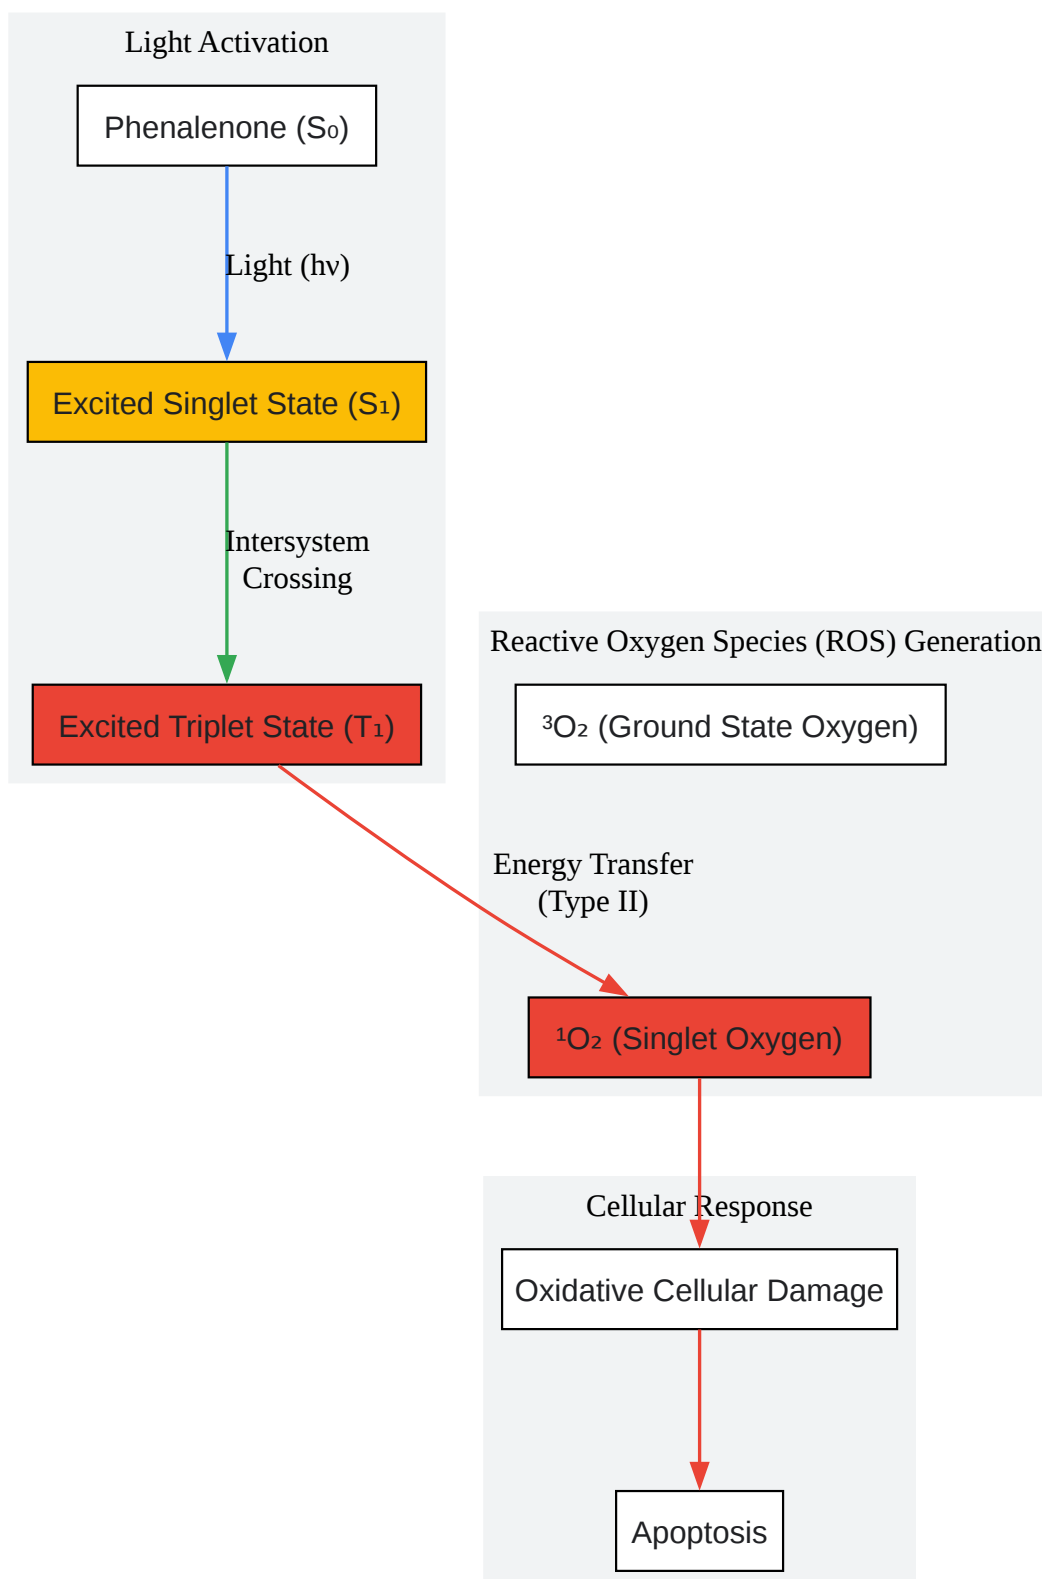 Light Activation
Phenalenone (S₀)
Light (hν)
Excited Singlet State (S₁)
Intersystem
Crossing
Excited Triplet State (T₁)
Reactive Oxygen Species (ROS) Generation
³O₂ (Ground State Oxygen)
Energy Transfer
(Type II)
¹O₂ (Singlet Oxygen)
Cellular Response
Oxidative Cellular Damage
Apoptosis